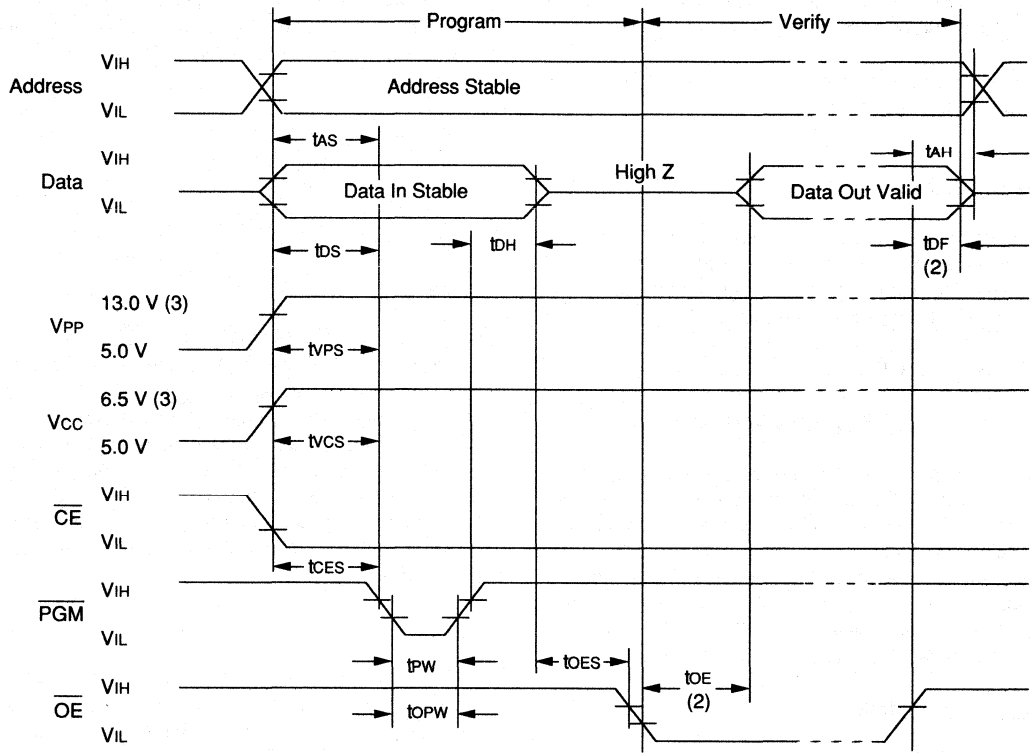 Program
Verify
Address
VIH
VIL
Address Stable
tAS
tAH
Data
VIH
VIL
Data In Stable
High Z
Data Out Valid
tDS
tDH
tDF
(2)
VPP
13.0 V (3)
5.0 V
tVPS
VCC
6.5 V (3)
5.0 V
tVCS
CE
VIH
VIL
tCES
PGM
VIH
VIL
tPW
tOES
tOE
(2)
OE
VIH
VIL
tOPW